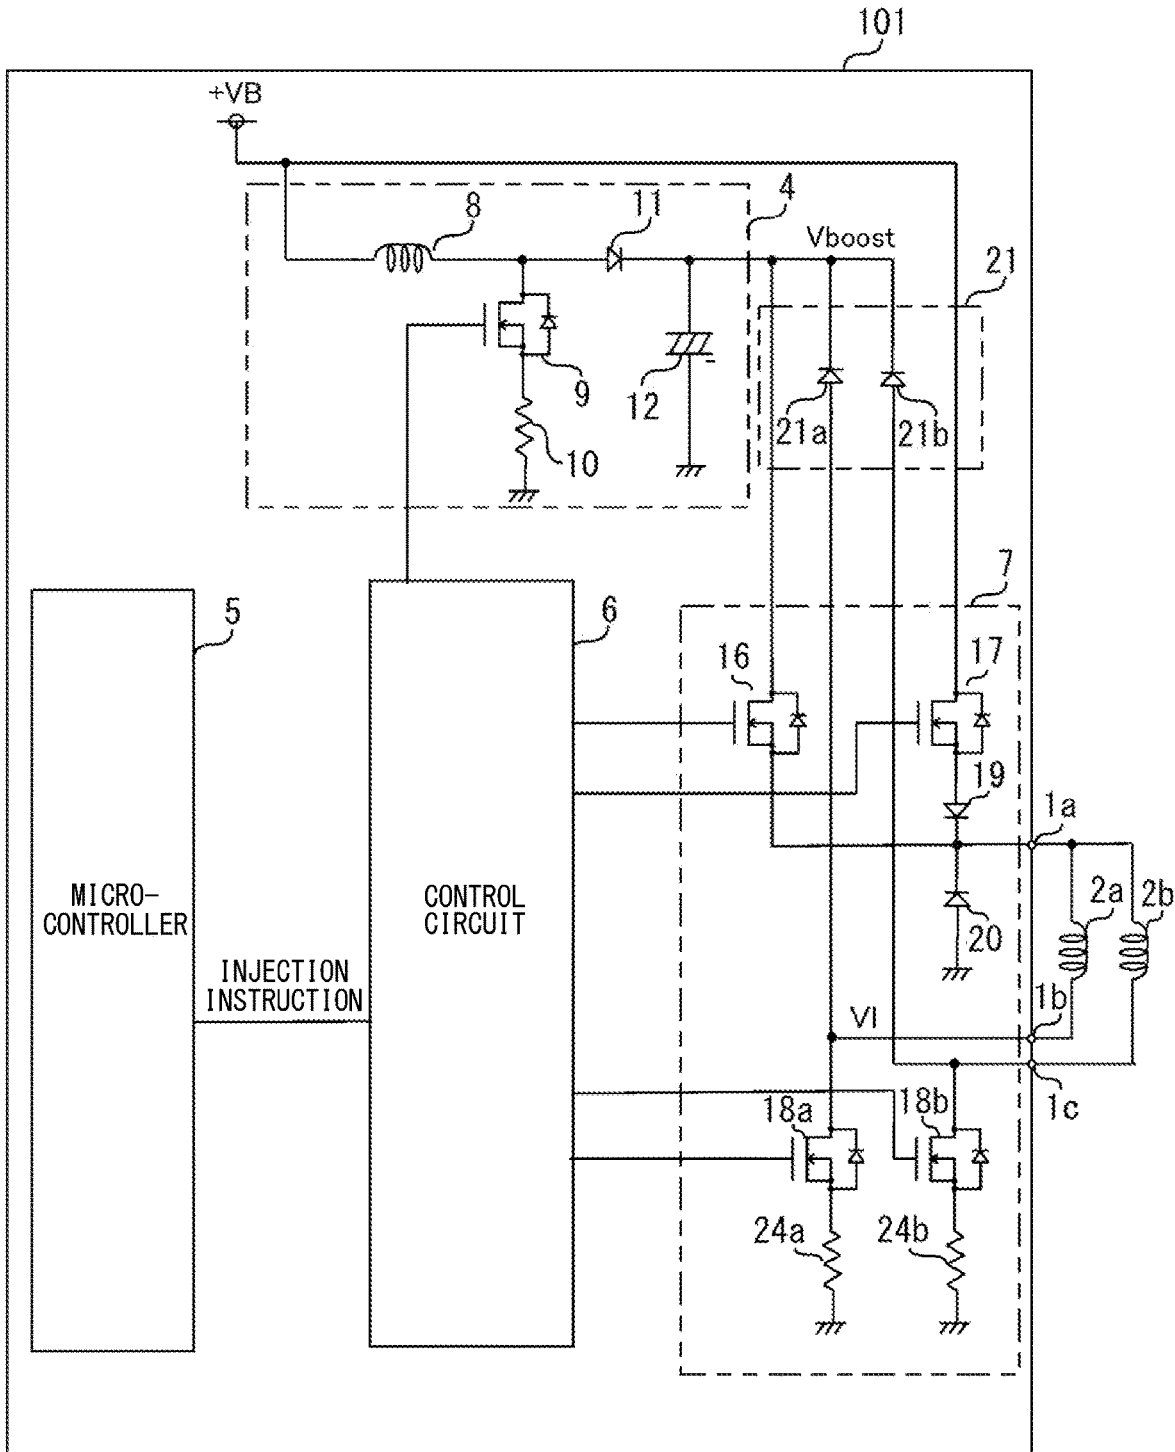 101
+VB
4
8
11
Vboost
21
9
12
21a
21b
10
7
5
6
16
17
19
1a
MICRO-
CONTROLLER
CONTROL
CIRCUIT
2a
2b
20
INJECTION
INSTRUCTION
VI
1b
1c
18a
18b
24a
24b